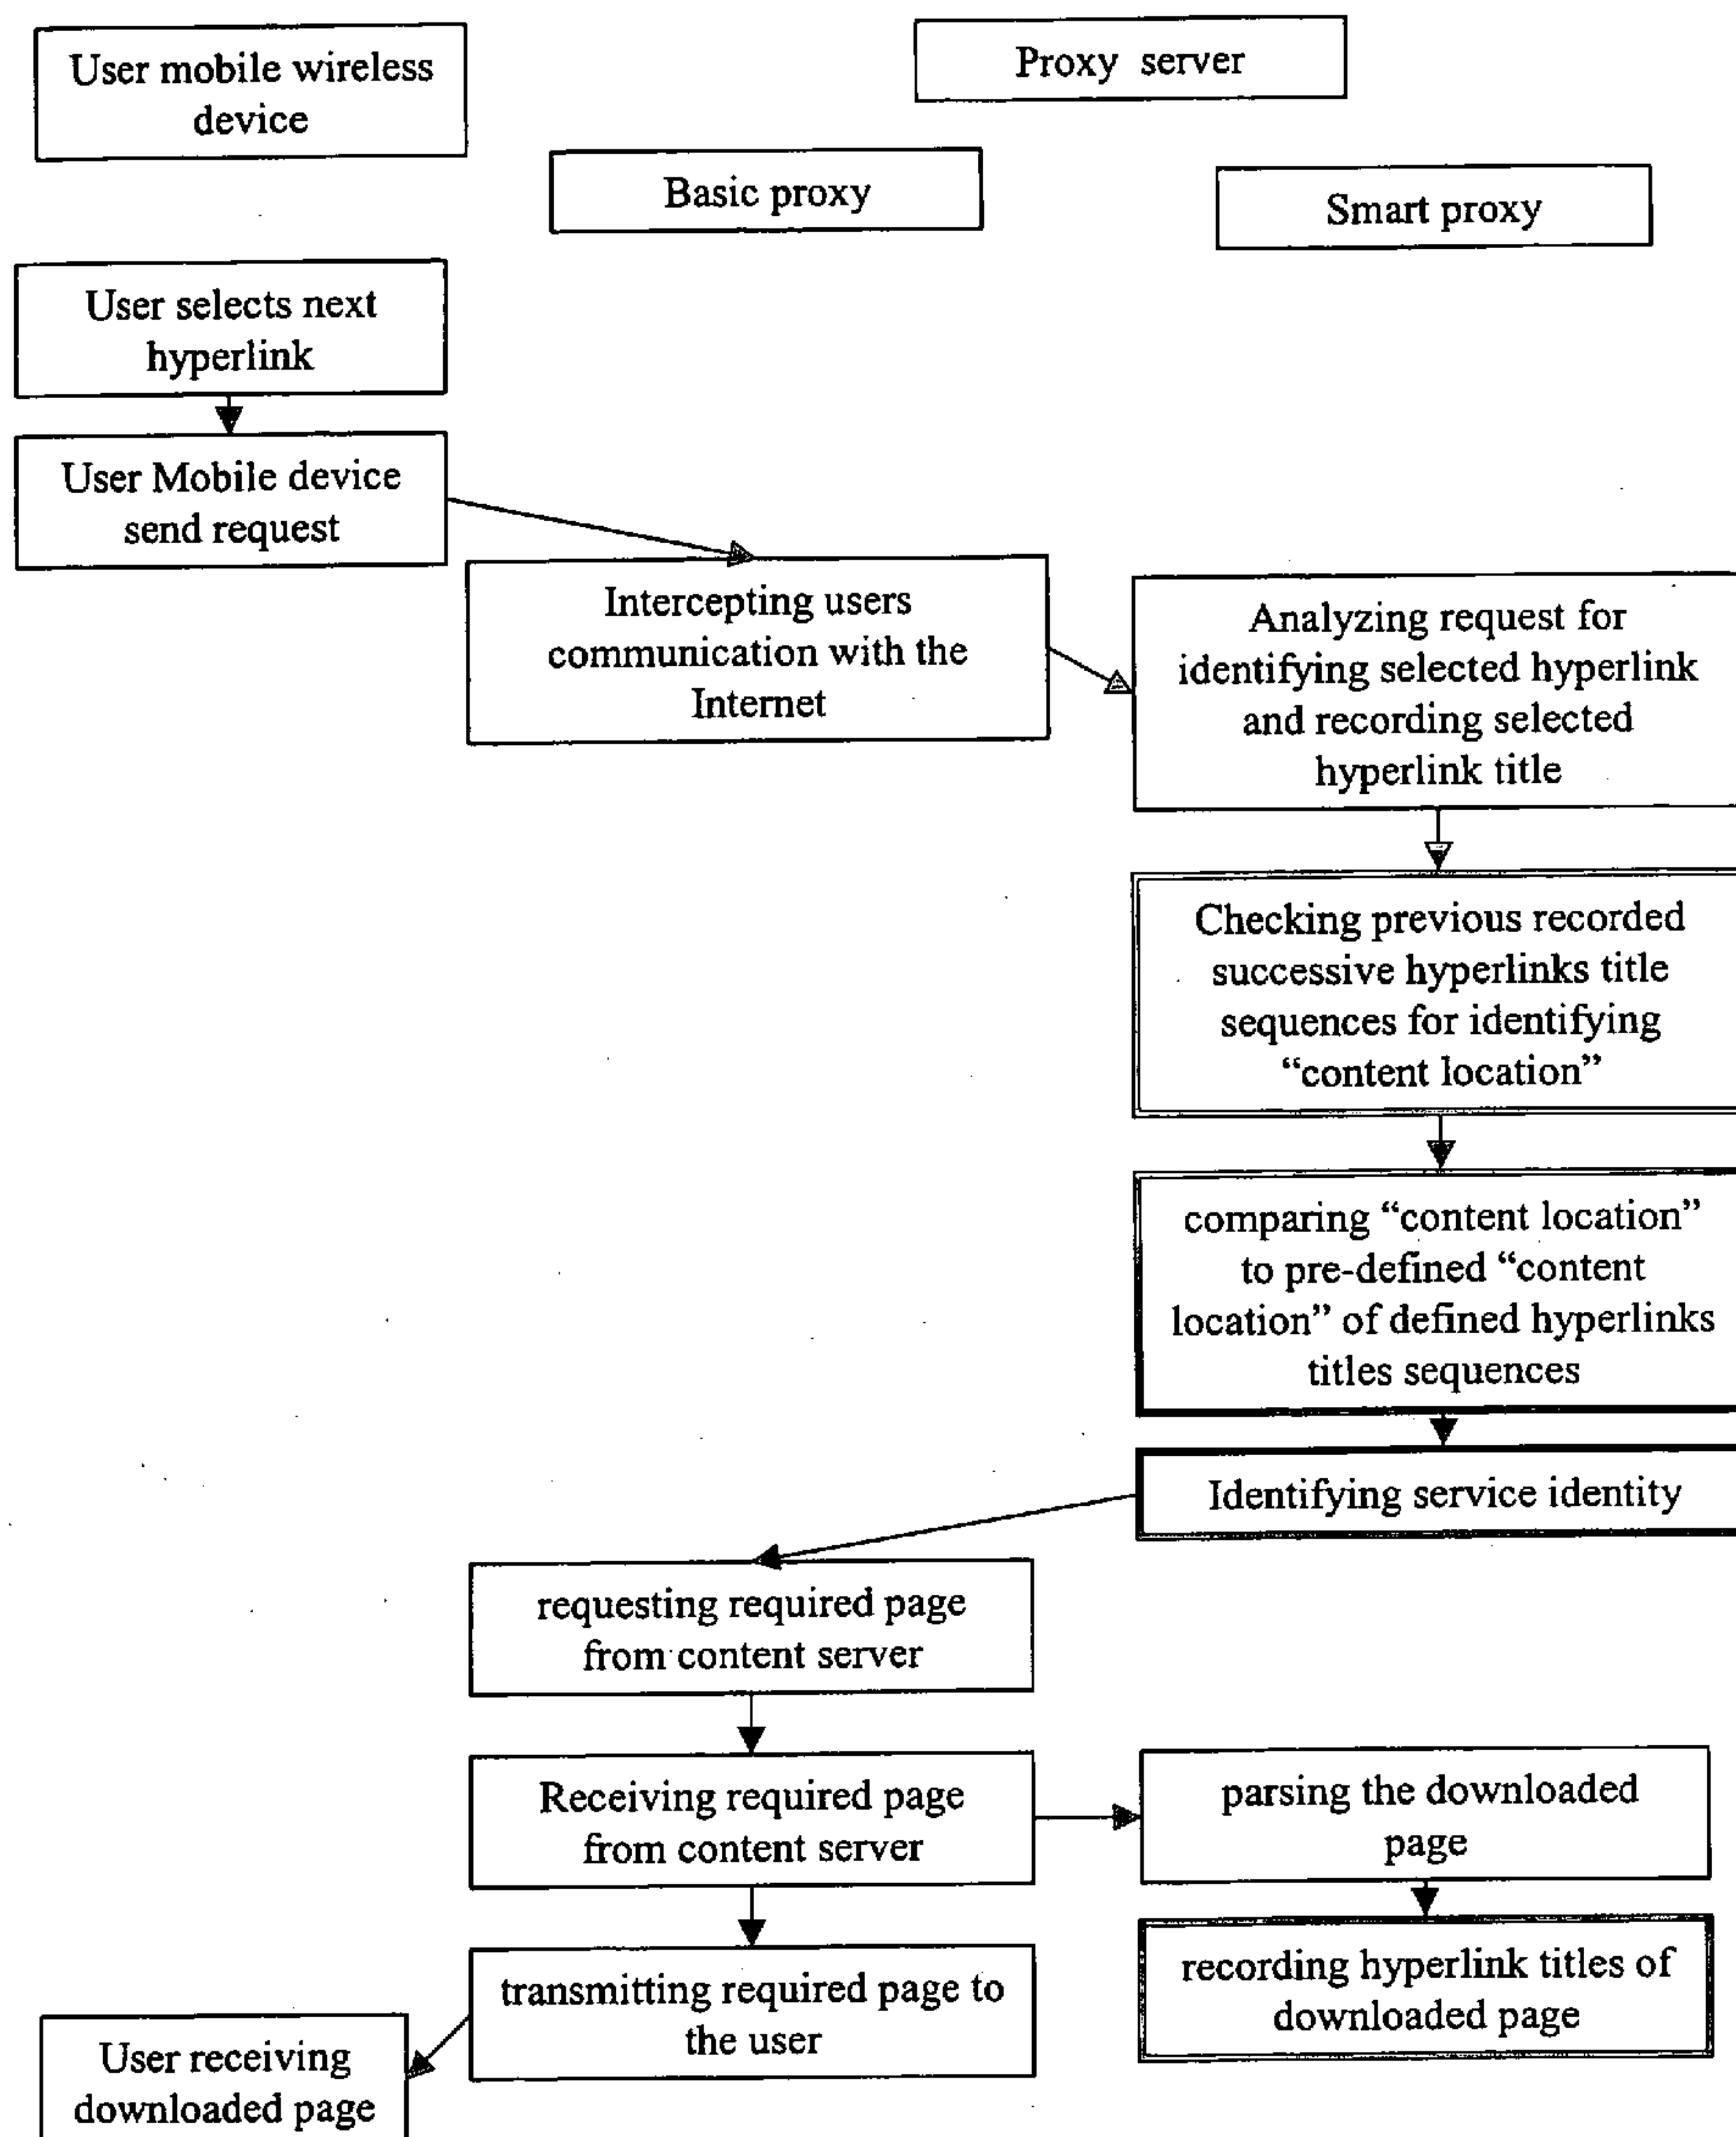 User mobile wireless
device
Proxy server
Basic proxy
Smart proxy
User selects next
hyperlink
User Mobile device
send request
Intercepting users
communication with the
Internet
Analyzing request for
identifying selected hyperlink
and recording selected
hyperlink title
Checking previous recorded
successive hyperlinks title
sequences for identifying
“content location”
comparing “content location”
to pre-defined “content
location” of defined hyperlinks
titles sequences
Identifying service identity
requesting required page
from content server
Receiving required page
from content server
parsing the downloaded
page
recording hyperlink titles of
downloaded page
transmitting required page to
the user
User receiving
downloaded page